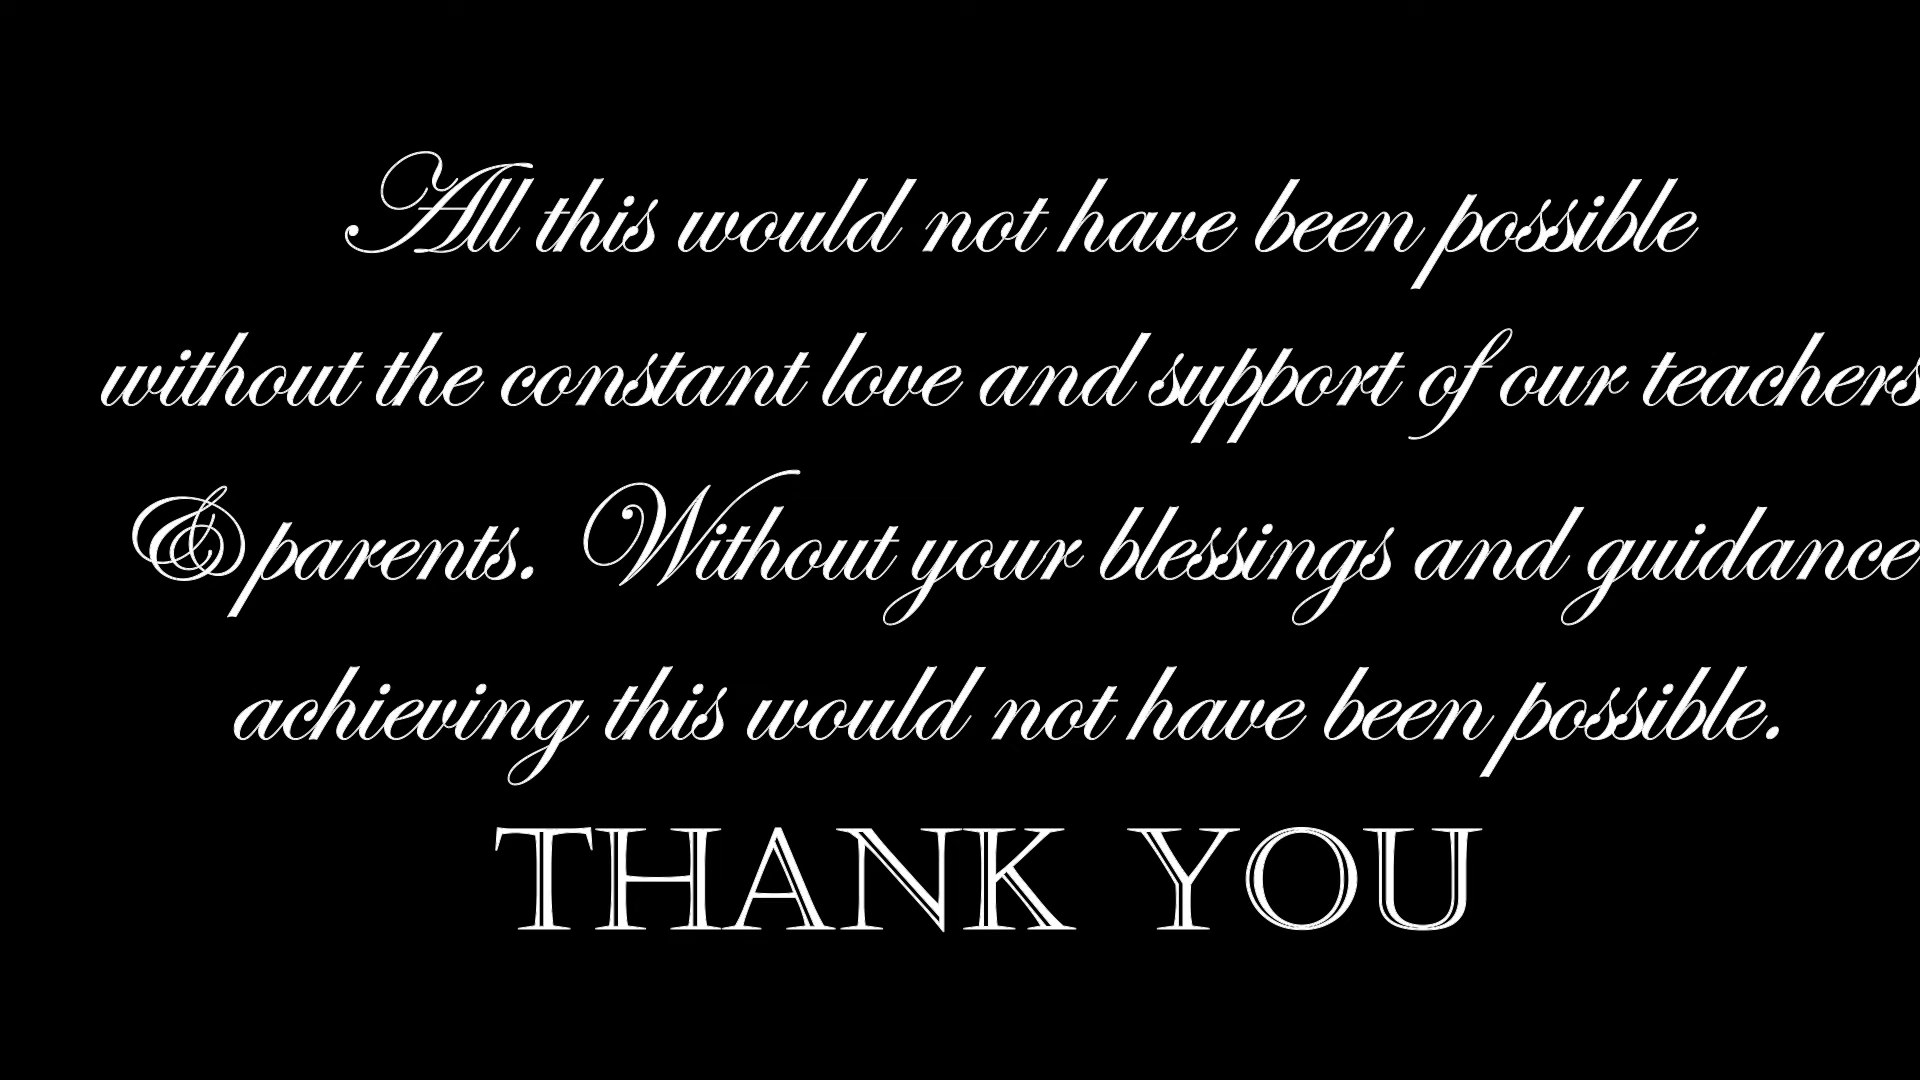 All this would not have been possible
without the constant love and support of our teachers
& parents. Without your blessings and guidance
achieving this would not have been possible.
THANK YOU